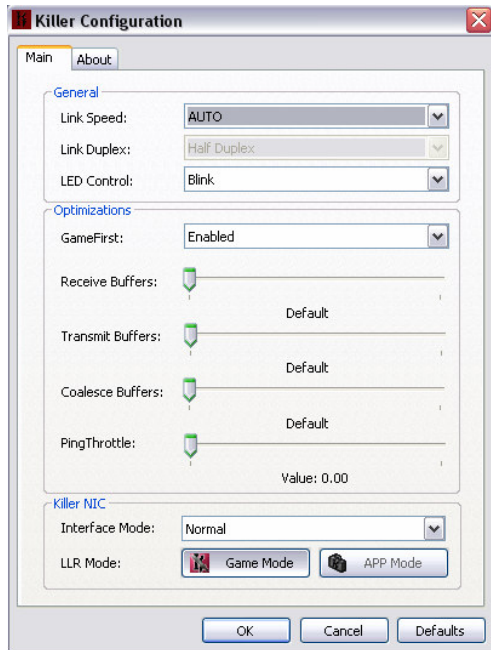 Killer Configuration
Main About
General
Link Speed: AUTO
Link Duplex: Half Duplex
LED Control: Blink
Optimizations
GameFirst: Enabled
Receive Buffers:
Default
Transmit Buffers:
Default
Coalesce Buffers:
Default
PingThrottle:
Value: 0.00
Killer NIC
Interface Mode: Normal
LLR Mode: Game Mode APP Mode
OK Cancel Defaults